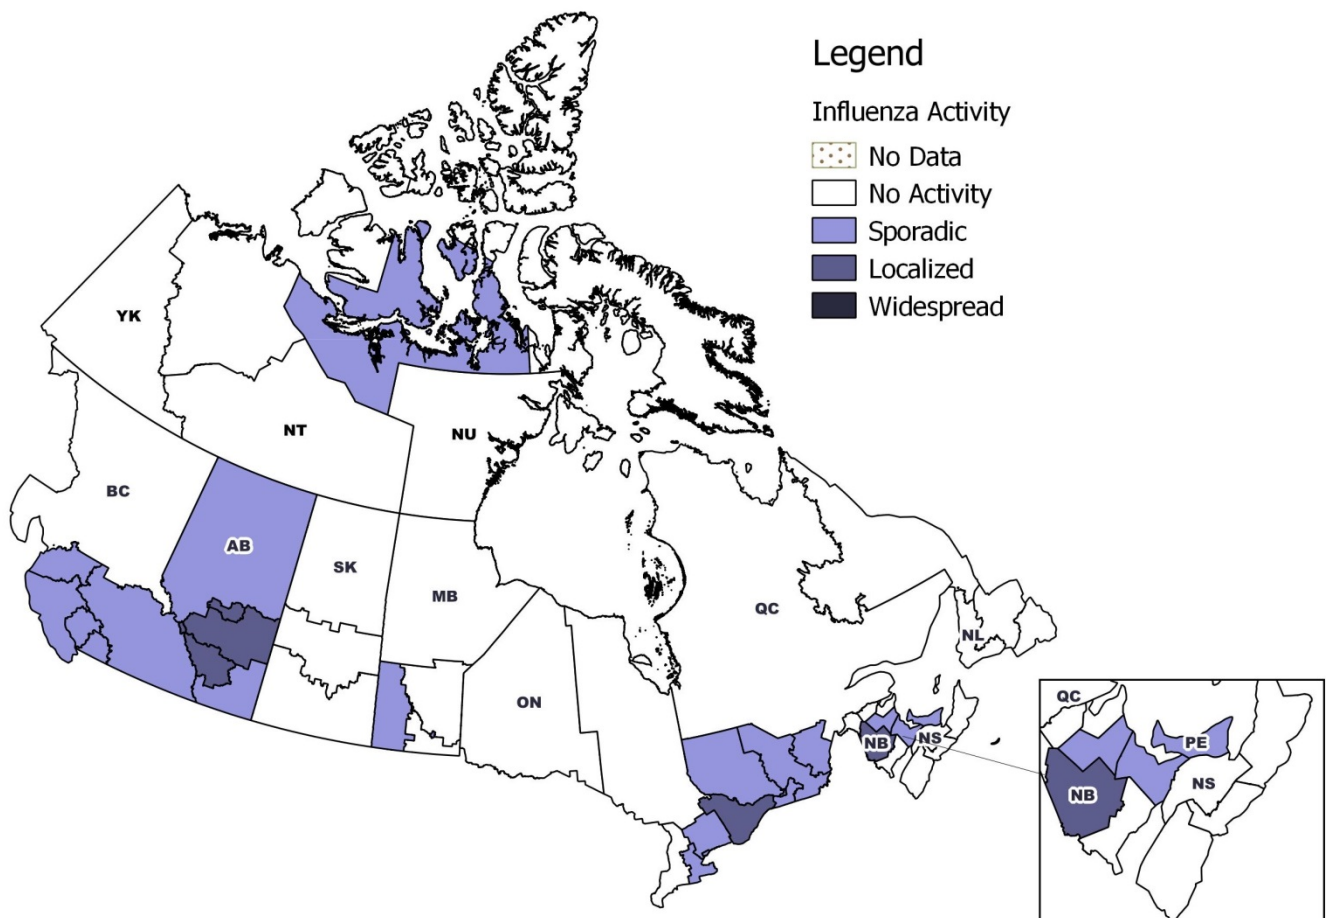 Legend
Influenza Activity
No Data
No Activity
Sporadic
Localized
Widespread
YK
NT
NU
BC
AB
SK
MB
QC
NL
ON
NB
NS
QC
PE
NS
NB